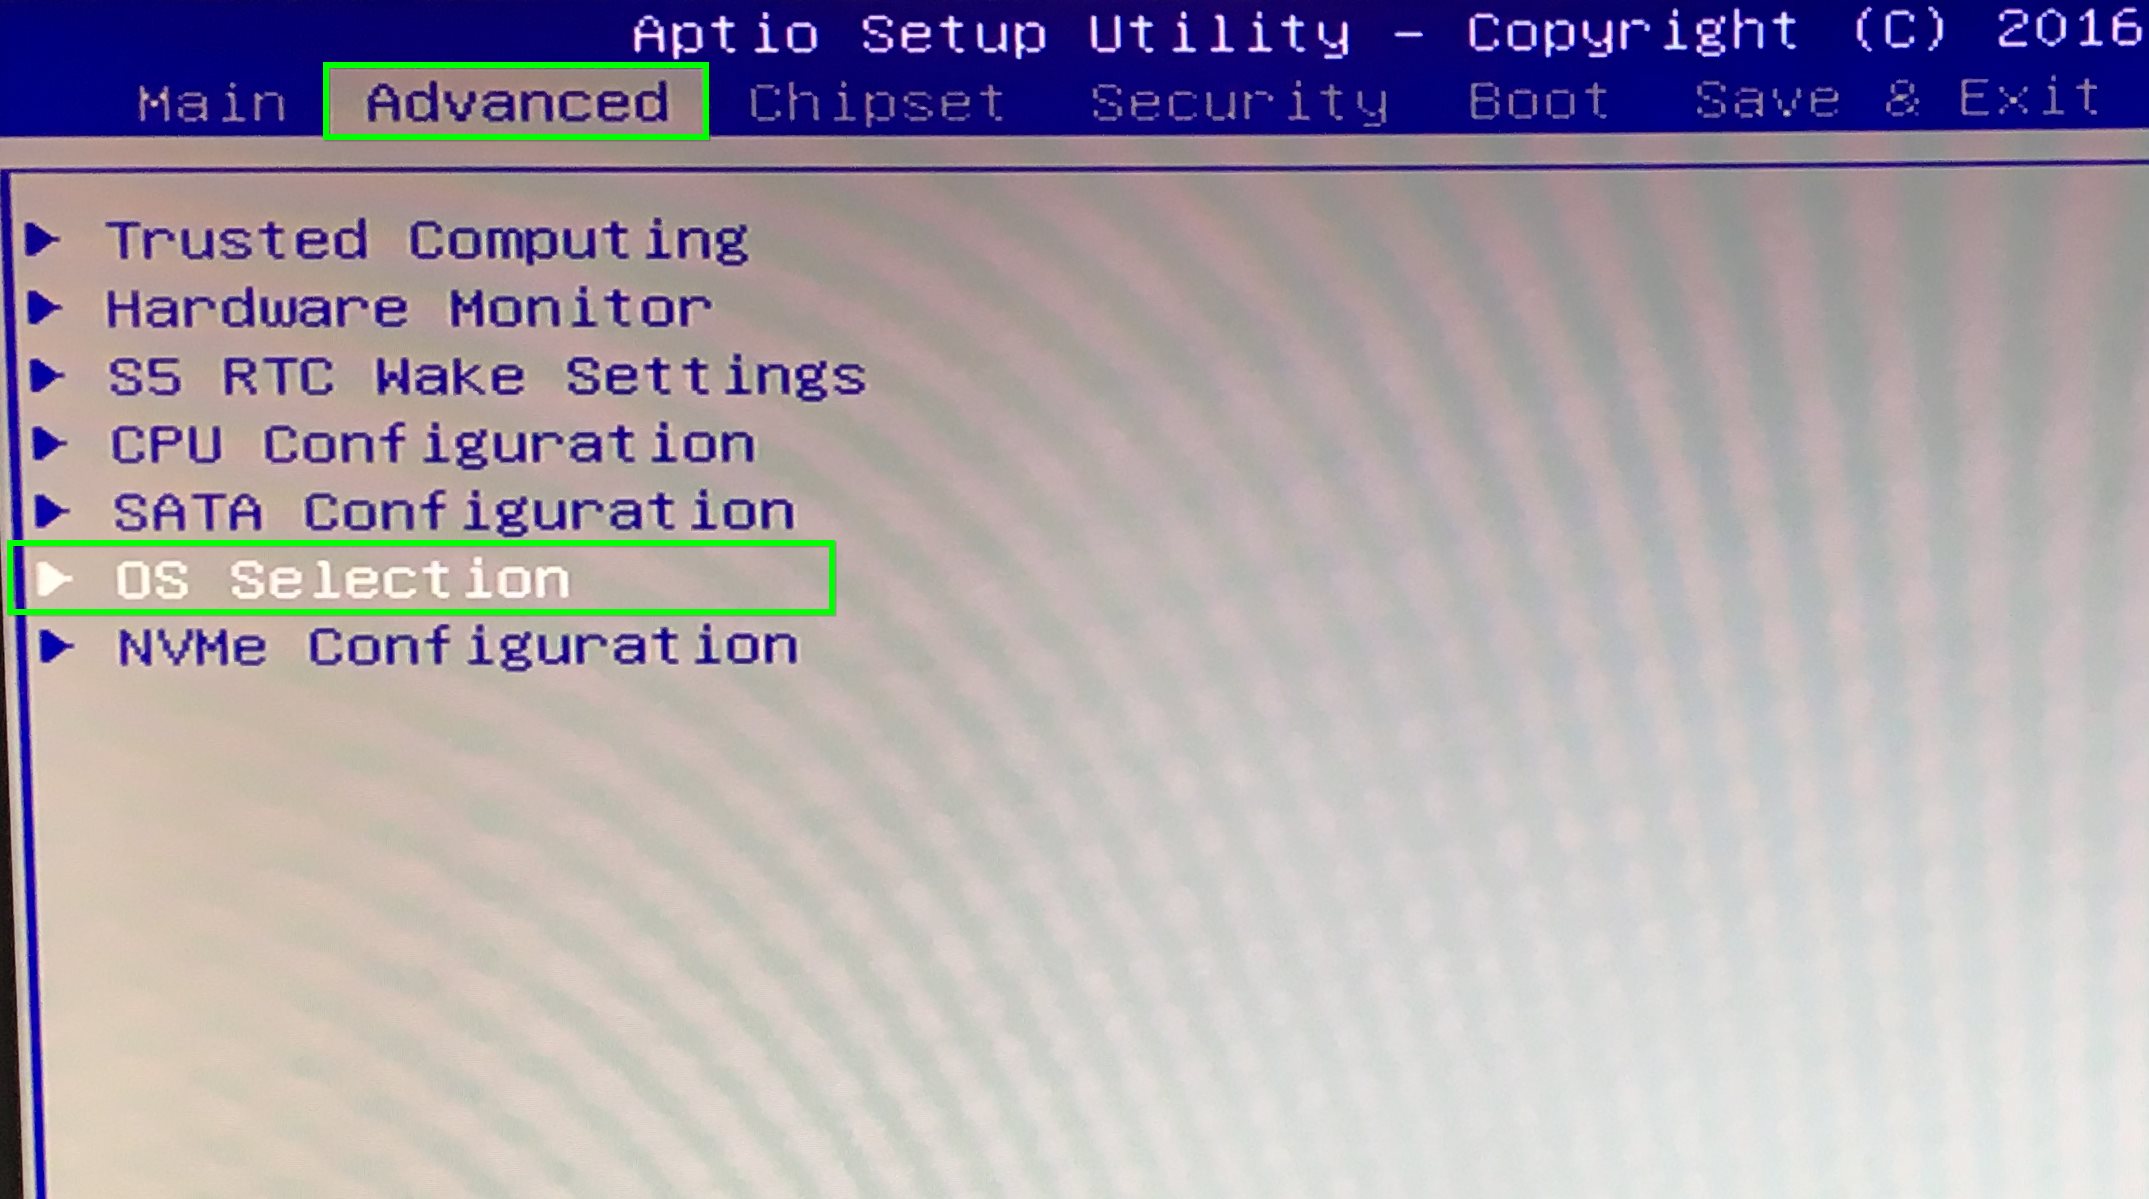 Aptio Setup Utility - Copyright (C) 2016
Main Advanced Chipset Security Boot Save & Exit
Trusted Computing
Hardware Monitor
S5 RTC Wake Settings
CPU Configuration
SATA Configuration
OS Selection
NVMe Configuration